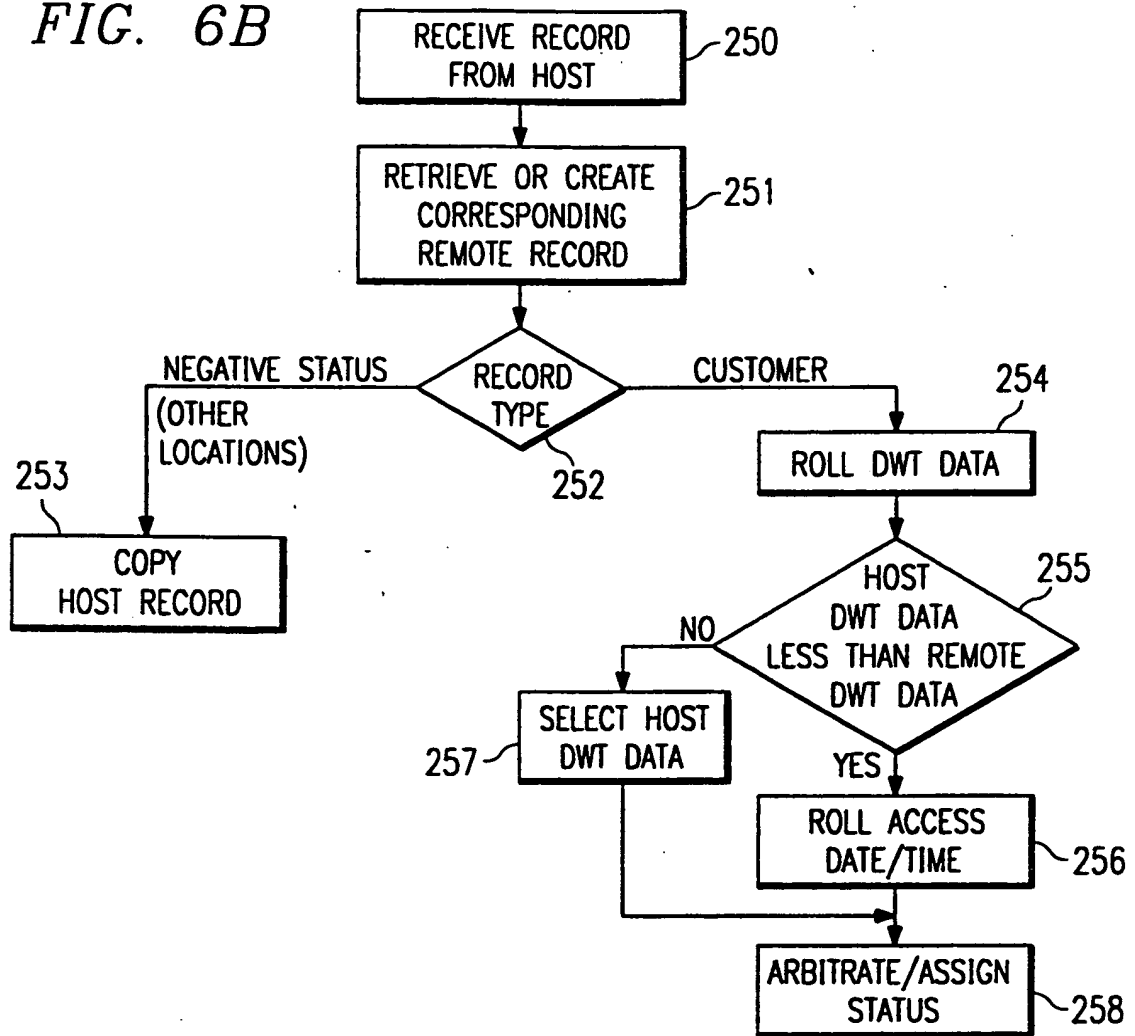 FIG. 6B
RECEIVE RECORD
FROM HOST
250
RETRIEVE OR CREATE
CORRESPONDING
REMOTE RECORD
251
NEGATIVE STATUS
(OTHER
LOCATIONS)
RECORD
TYPE
252
CUSTOMER
253
COPY
HOST RECORD
254
ROLL DWT DATA
HOST
DWT DATA
LESS THAN REMOTE
DWT DATA
255
NO
SELECT HOST
DWT DATA
257
YES
ROLL ACCESS
DATE/TIME
256
ARBITRATE/ASSIGN
STATUS
258